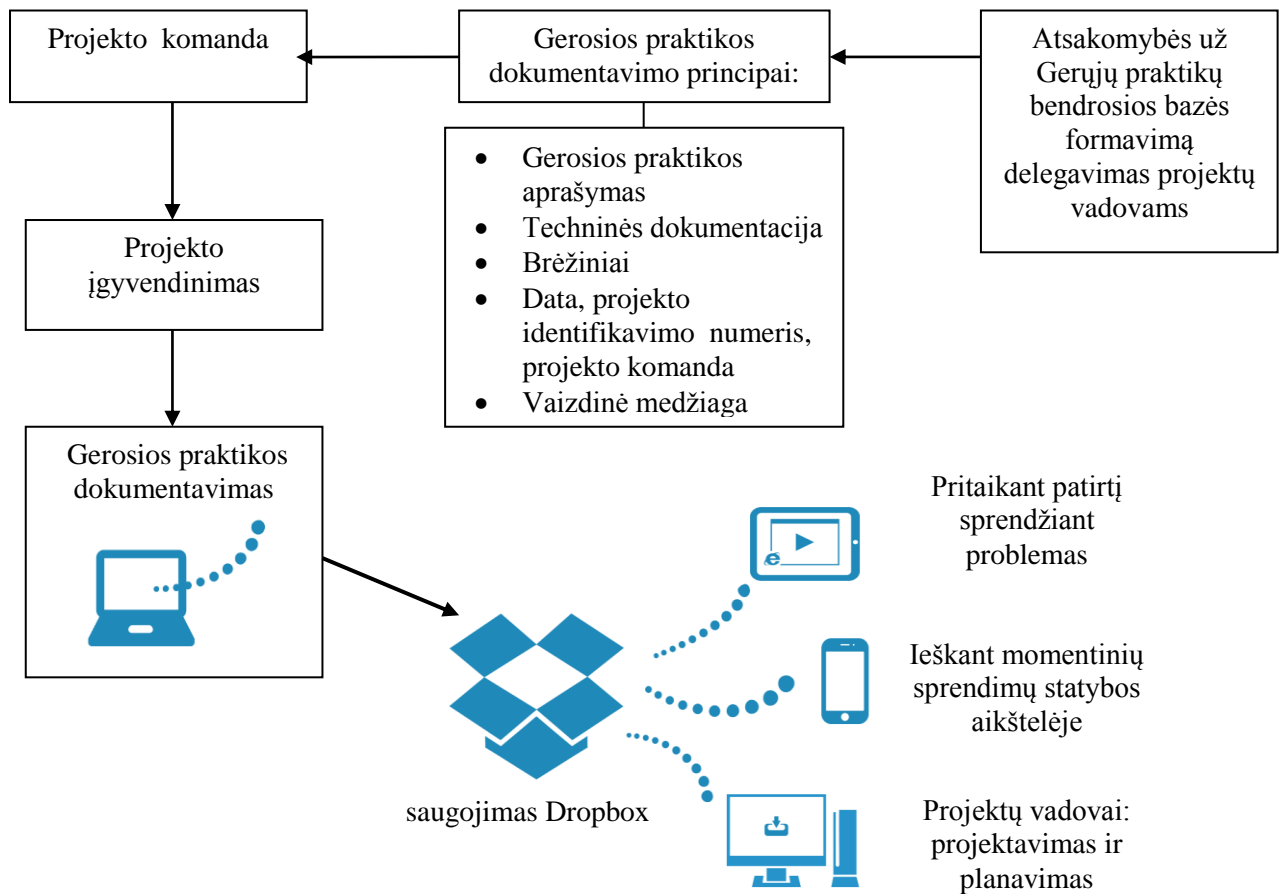 Projekto komanda
Gerosios praktikos
dokumentavimo principai:
Atsakomybės už
Gerųjų praktikų
bendrosios bazės
formavimą
delegavimas projektų
vadovams
• Gerosios praktikos
aprašymas
• Techninės dokumentacija
• Brėžiniai
• Data, projekto
identifikavimo numeris,
projekto komanda
• Vaizdinė medžiaga
Projekto
įgyvendinimas
Gerosios praktikos
dokumentavimas
saugojimas Dropbox
Pritaikant patirtį
sprendžiant
problemas
Ieškant momentinių
sprendimų statybos
aikštelėje
Projektų vadovai:
projektavimas ir
planavimas